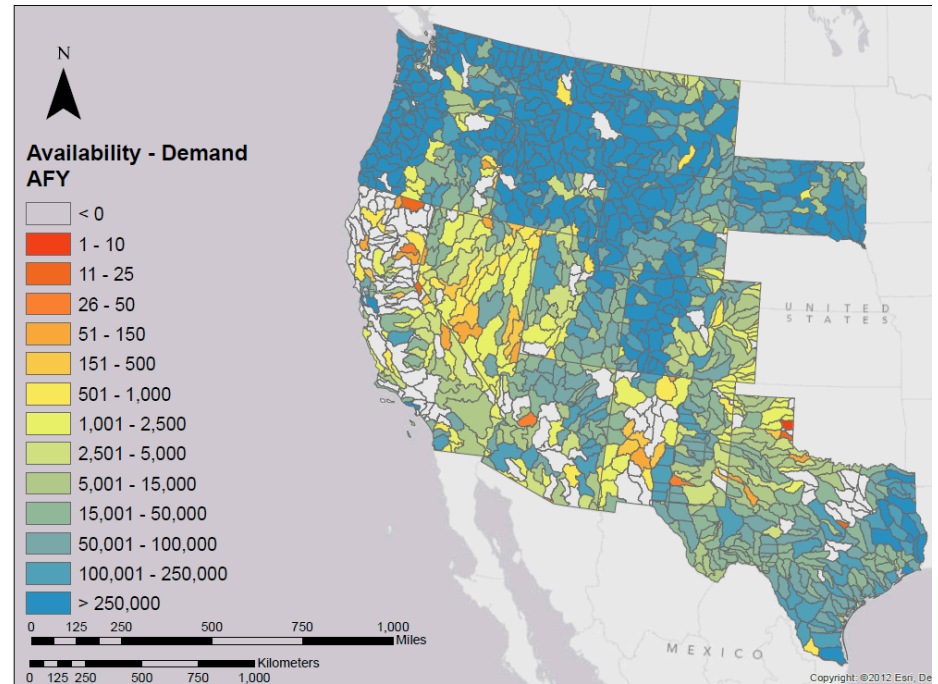 N
Availability - Demand
AFY
< 0
1 - 10
11 - 25
26 - 50
51 - 150
151 - 500
501 - 1,000
1,001 - 2,500
2,501 - 5,000
5,001 - 15,000
15,001 - 50,000
50,001 - 100,000
100,001 - 250,000
> 250,000
0 125 250 500 750 1,000
Miles
Kilometers
0 125 250 500 750 1,000
UNITED
STATES
MEXICO
Copyright: ©2012 Esri, De